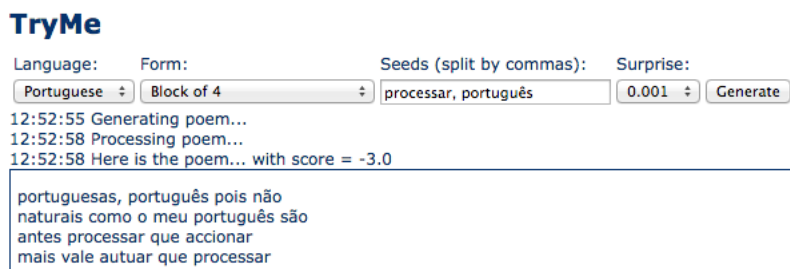 TryMe
Language: Form: Seeds (split by commas): Surprise:
Portuguese Block of 4 processar, português 0.001 Generate
12:52:55 Generating poem...
12:52:58 Processing poem...
12:52:58 Here is the poem... with score = -3.0
portuguesas, português pois não
naturais como o meu português são
antes processar que accionar
mais vale autuar que processar